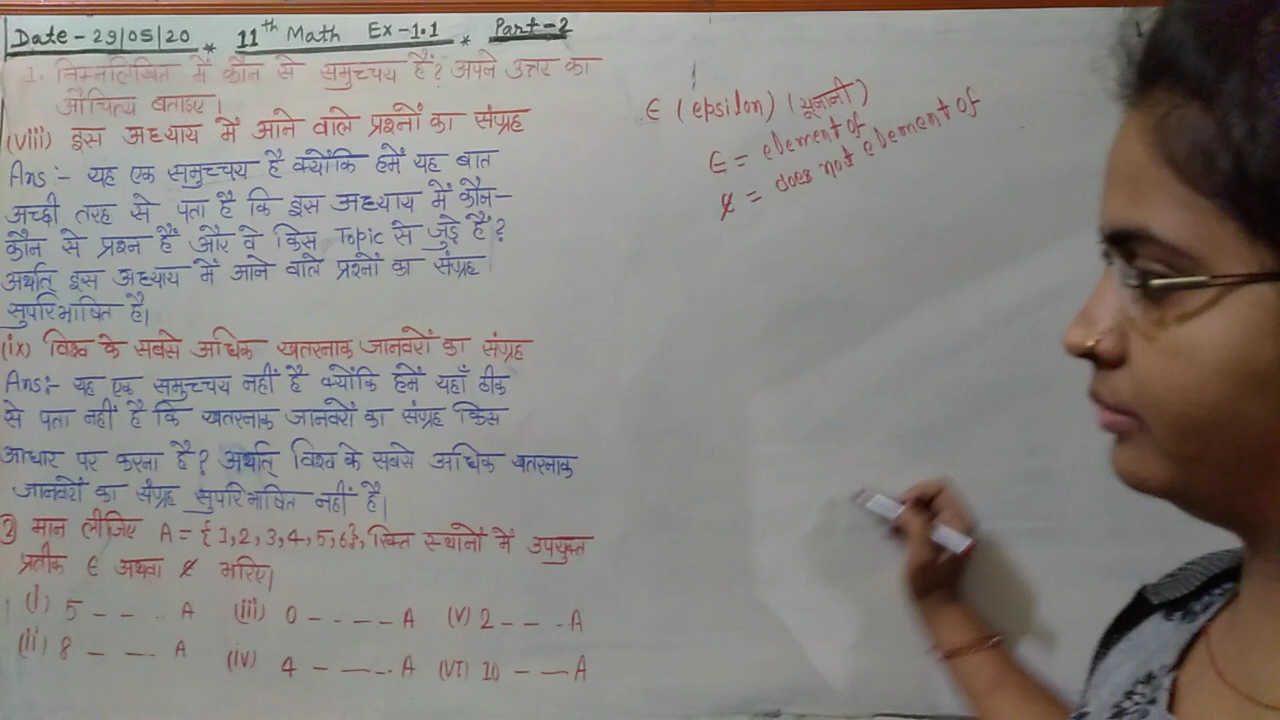 Date - 29/05/20 * 11th Math Ex-1.1 * Part-2
1. निम्नलिखित में कौन से समुच्चय हैं? अपने उत्तर का
औचित्य बताइए।
(viii) इस अध्याय में आने वाले प्रश्नों का संग्रह
Ans:- यह एक समुच्चय है क्योंकि हमें यह बात
अच्छी तरह से पता है कि इस अध्याय में कौन-
कौन से प्रश्न हैं और वे किस Topic से जुड़े हैं?
अर्थात् इस अध्याय में आने वाले प्रश्नों का संग्रह
सुपरिभाषित है।
(ix) विश्व के सबसे अधिक खतरनाक जानवरों का संग्रह
Ans:- यह एक समुच्चय नहीं है क्योंकि हमें यहाँ ठीक
से पता नहीं है कि खतरनाक जानवरों का संग्रह किस
आधार पर करना है? अर्थात् विश्व के सबसे अधिक खतरनाक
जानवरों का संग्रह सुपरिभाषित नहीं है।
2 मान लीजिए A = {1,2,3,4,5,6}, रिक्त स्थानों में उपयुक्त
प्रतीक ∈ अथवा ∉ भरिए।
(i) 5 - - . A (iii) 0 - - - - A (v) 2 - - - A
(ii) 8 - - . A (iv) 4 - - . A (vi) 10 - - A
∈ (epsilon) (यूनानी)
∈ = element of
∉ = does not element of